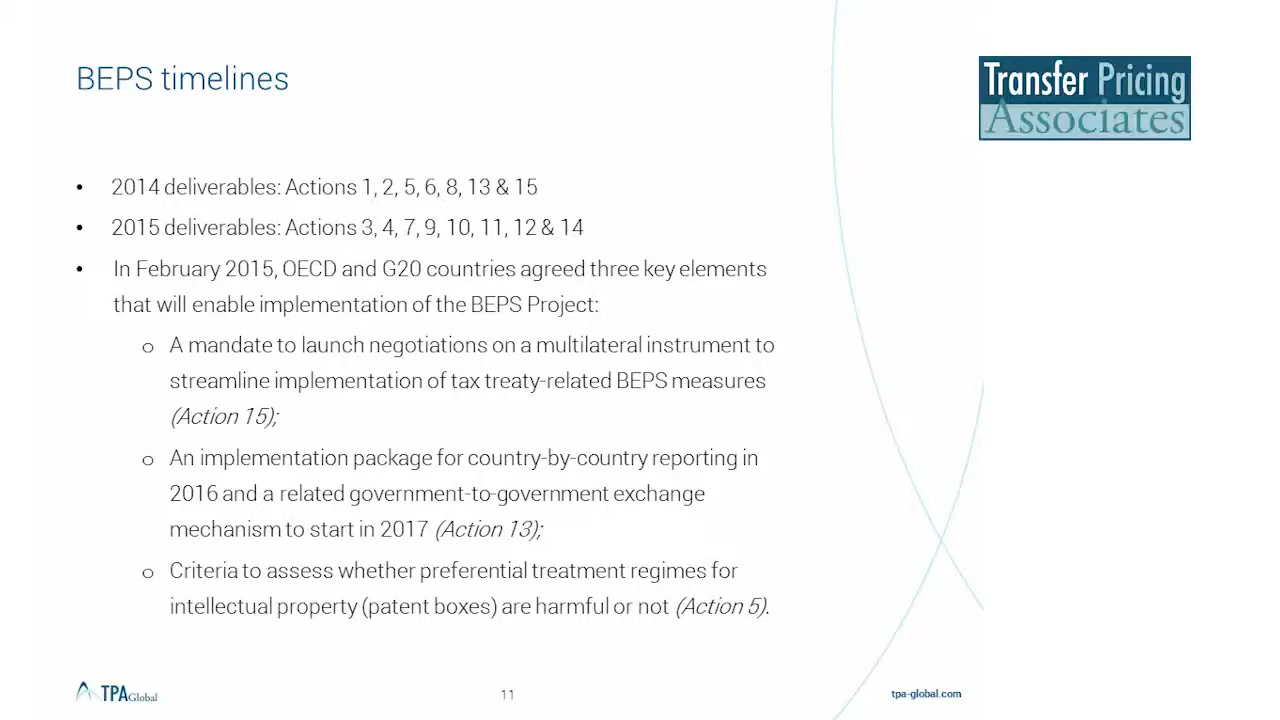 BEPS timelines
Transfer Pricing
Associates
• 2014 deliverables: Actions 1, 2, 5, 6, 8, 13 & 15
• 2015 deliverables: Actions 3, 4, 7, 9, 10, 11, 12 & 14
• In February 2015, OECD and G20 countries agreed three key elements
that will enable implementation of the BEPS Project:
o A mandate to launch negotiations on a multilateral instrument to
streamline implementation of tax treaty-related BEPS measures
(Action 15);
o An implementation package for country-by-country reporting in
2016 and a related government-to-government exchange
mechanism to start in 2017 (Action 13);
o Criteria to assess whether preferential treatment regimes for
intellectual property (patent boxes) are harmful or not (Action 5).
TPA Global
11
tpa-global.com